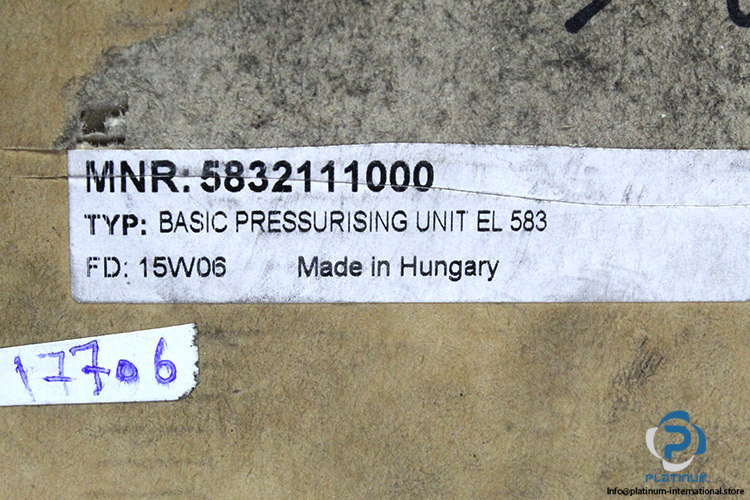 MNR: 5832111000
TYP: BASIC PRESSURISING UNIT EL 583
FD: 15W06 Made in Hungary
17706
PLATINUM
Info@platinum-international.store